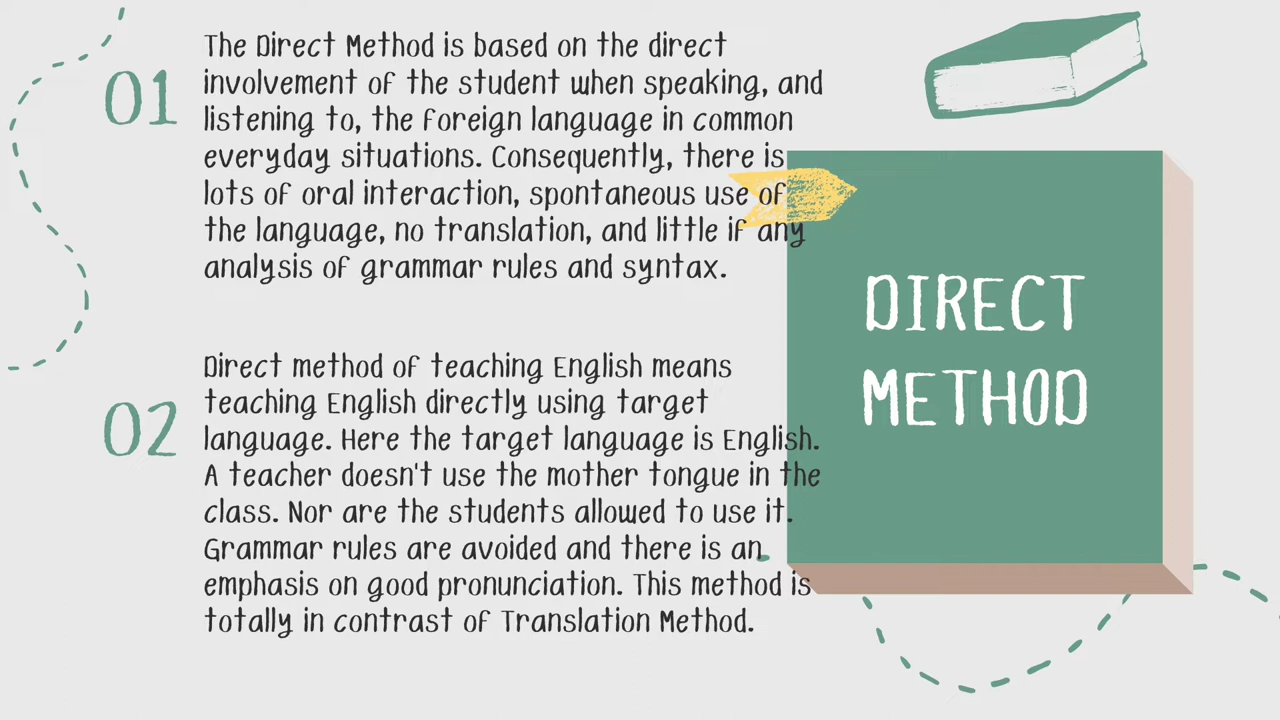 01
The Direct Method is based on the direct
involvement of the student when speaking, and
listening to, the foreign language in common
everyday situations. Consequently, there is
lots of oral interaction, spontaneous use of
the language, no translation, and little if any
analysis of grammar rules and syntax.
02
Direct method of teaching English means
teaching English directly using target
language. Here the target language is English.
A teacher doesn't use the mother tongue in the
class. Nor are the students allowed to use it.
Grammar rules are avoided and there is an
emphasis on good pronunciation. This method is
totally in contrast of Translation Method.
DIRECT
METHOD